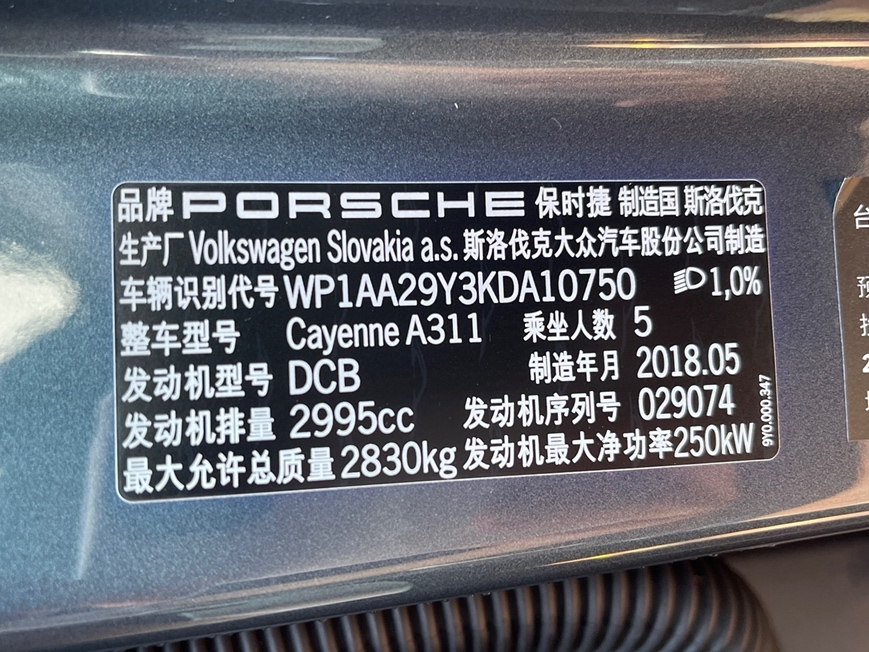 品牌 PORSCHE 保时捷 制造国 斯洛伐克
生产厂 Volkswagen Slovakia a.s. 斯洛伐克大众汽车股份公司制造
车辆识别代号 WP1AA29Y3KDA10750 1,0%
整车型号 Cayenne A311 乘坐人数 5
发动机型号 DCB 制造年月 2018.05
发动机排量 2995cc 发动机序列号 029074
最大允许总质量 2830kg 发动机最大净功率 250kW
9Y0.000.347